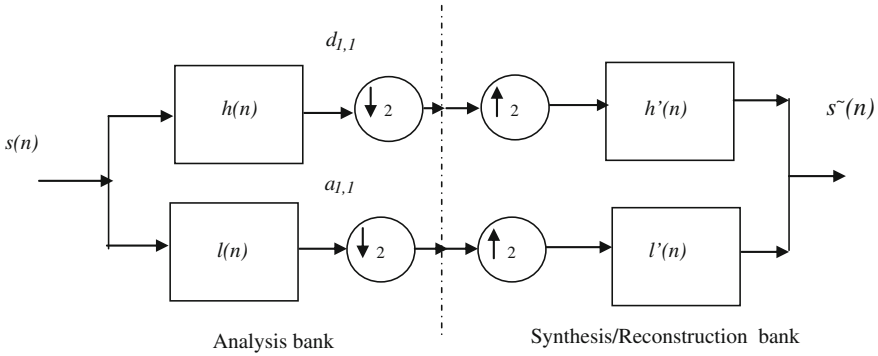 d1,1
h(n)
2
2
h'(n)
s~(n)
s(n)
a1,1
l(n)
2
2
l'(n)
Analysis bank
Synthesis/Reconstruction bank